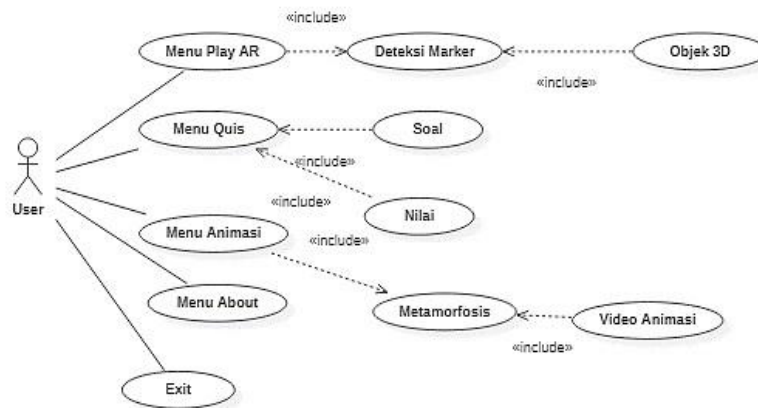 «include»
Menu Play AR
Deteksi Marker
Objek 3D
«include»
Menu Quis
Soal
«include»
User
«include»
Nilai
Menu Animasi
«include»
Menu About
Metamorfosis
Video Animasi
«include»
Exit